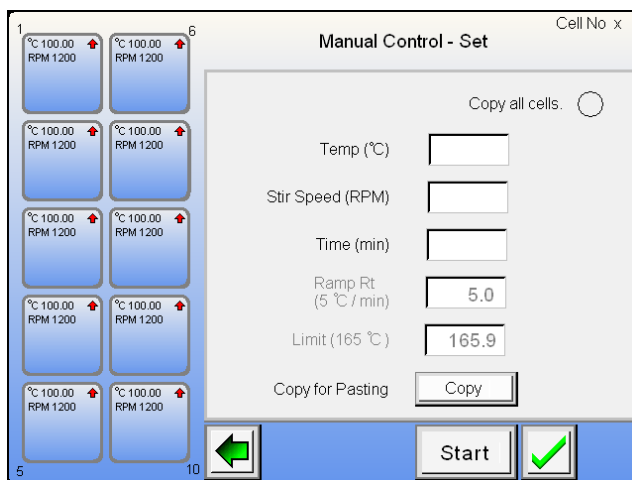 Cell No x
Manual Control - Set
1
6
°C 100.00
RPM 1200
°C 100.00
RPM 1200
°C 100.00
RPM 1200
°C 100.00
RPM 1200
°C 100.00
RPM 1200
°C 100.00
RPM 1200
°C 100.00
RPM 1200
°C 100.00
RPM 1200
°C 100.00
RPM 1200
°C 100.00
RPM 1200
5
10
Copy all cells.
Temp (°C)
Stir Speed (RPM)
Time (min)
Ramp Rt
(5 °C / min)
5.0
Limit (165 °C )
165.9
Copy for Pasting
Copy
Start